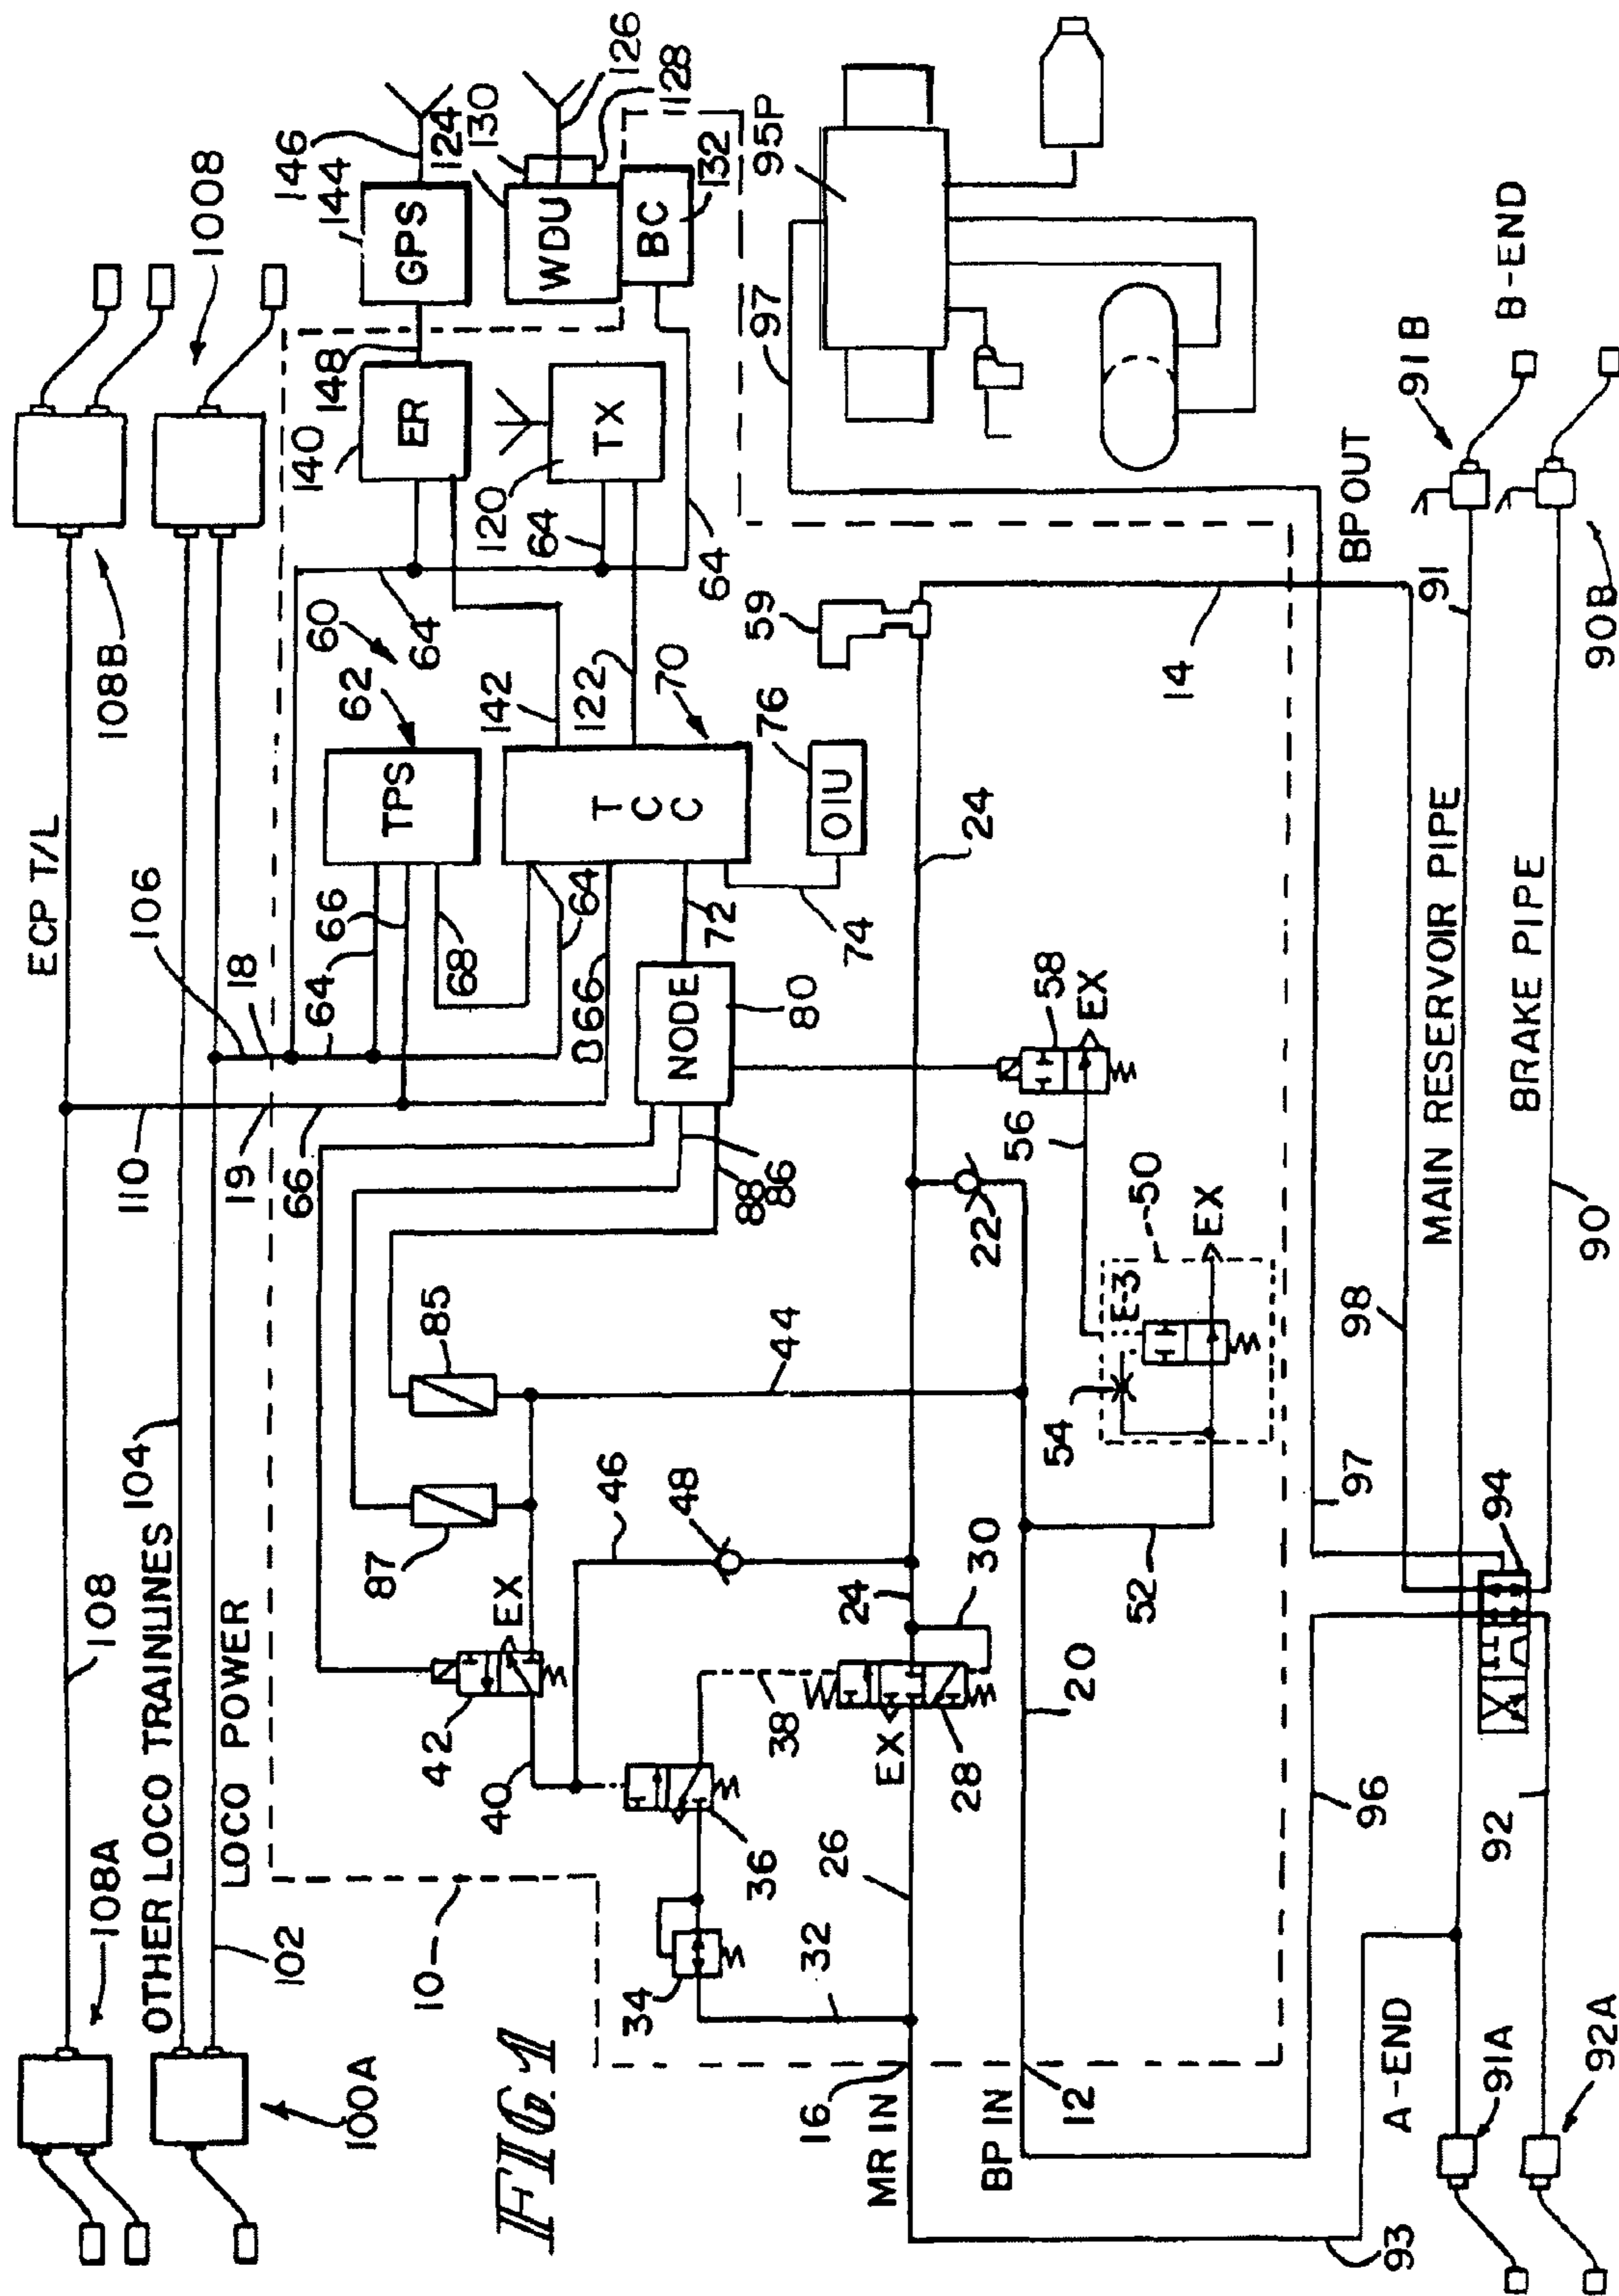 108A
108
ECP T/L
108B
100A
OTHER LOCO TRAINLINES
104
106
1008
102
LOCO POWER
110
18
19
64
66
10
64
66
62
TPS
60
64
140
ER
148
144
GPS
146
68
142
120
TX
124
130
WDU
126
128
BC
132
87
85
88
86
64
B66
T
C
C
122
64
64
70
NODE
80
72
74
OIU
76
42
EX
40
46
44
48
34
36
38
32
26
EX
28
24
30
22
56
58
EX
24
59
16
MR IN
BP IN
12
20
52
54
E-3
50
EX
14
97
95P
BP OUT
FIG.1
96
97
98
93
A-END
91A
92
94
MAIN RESERVOIR PIPE
91
91B
B-END
92A
90
BRAKE PIPE
90B